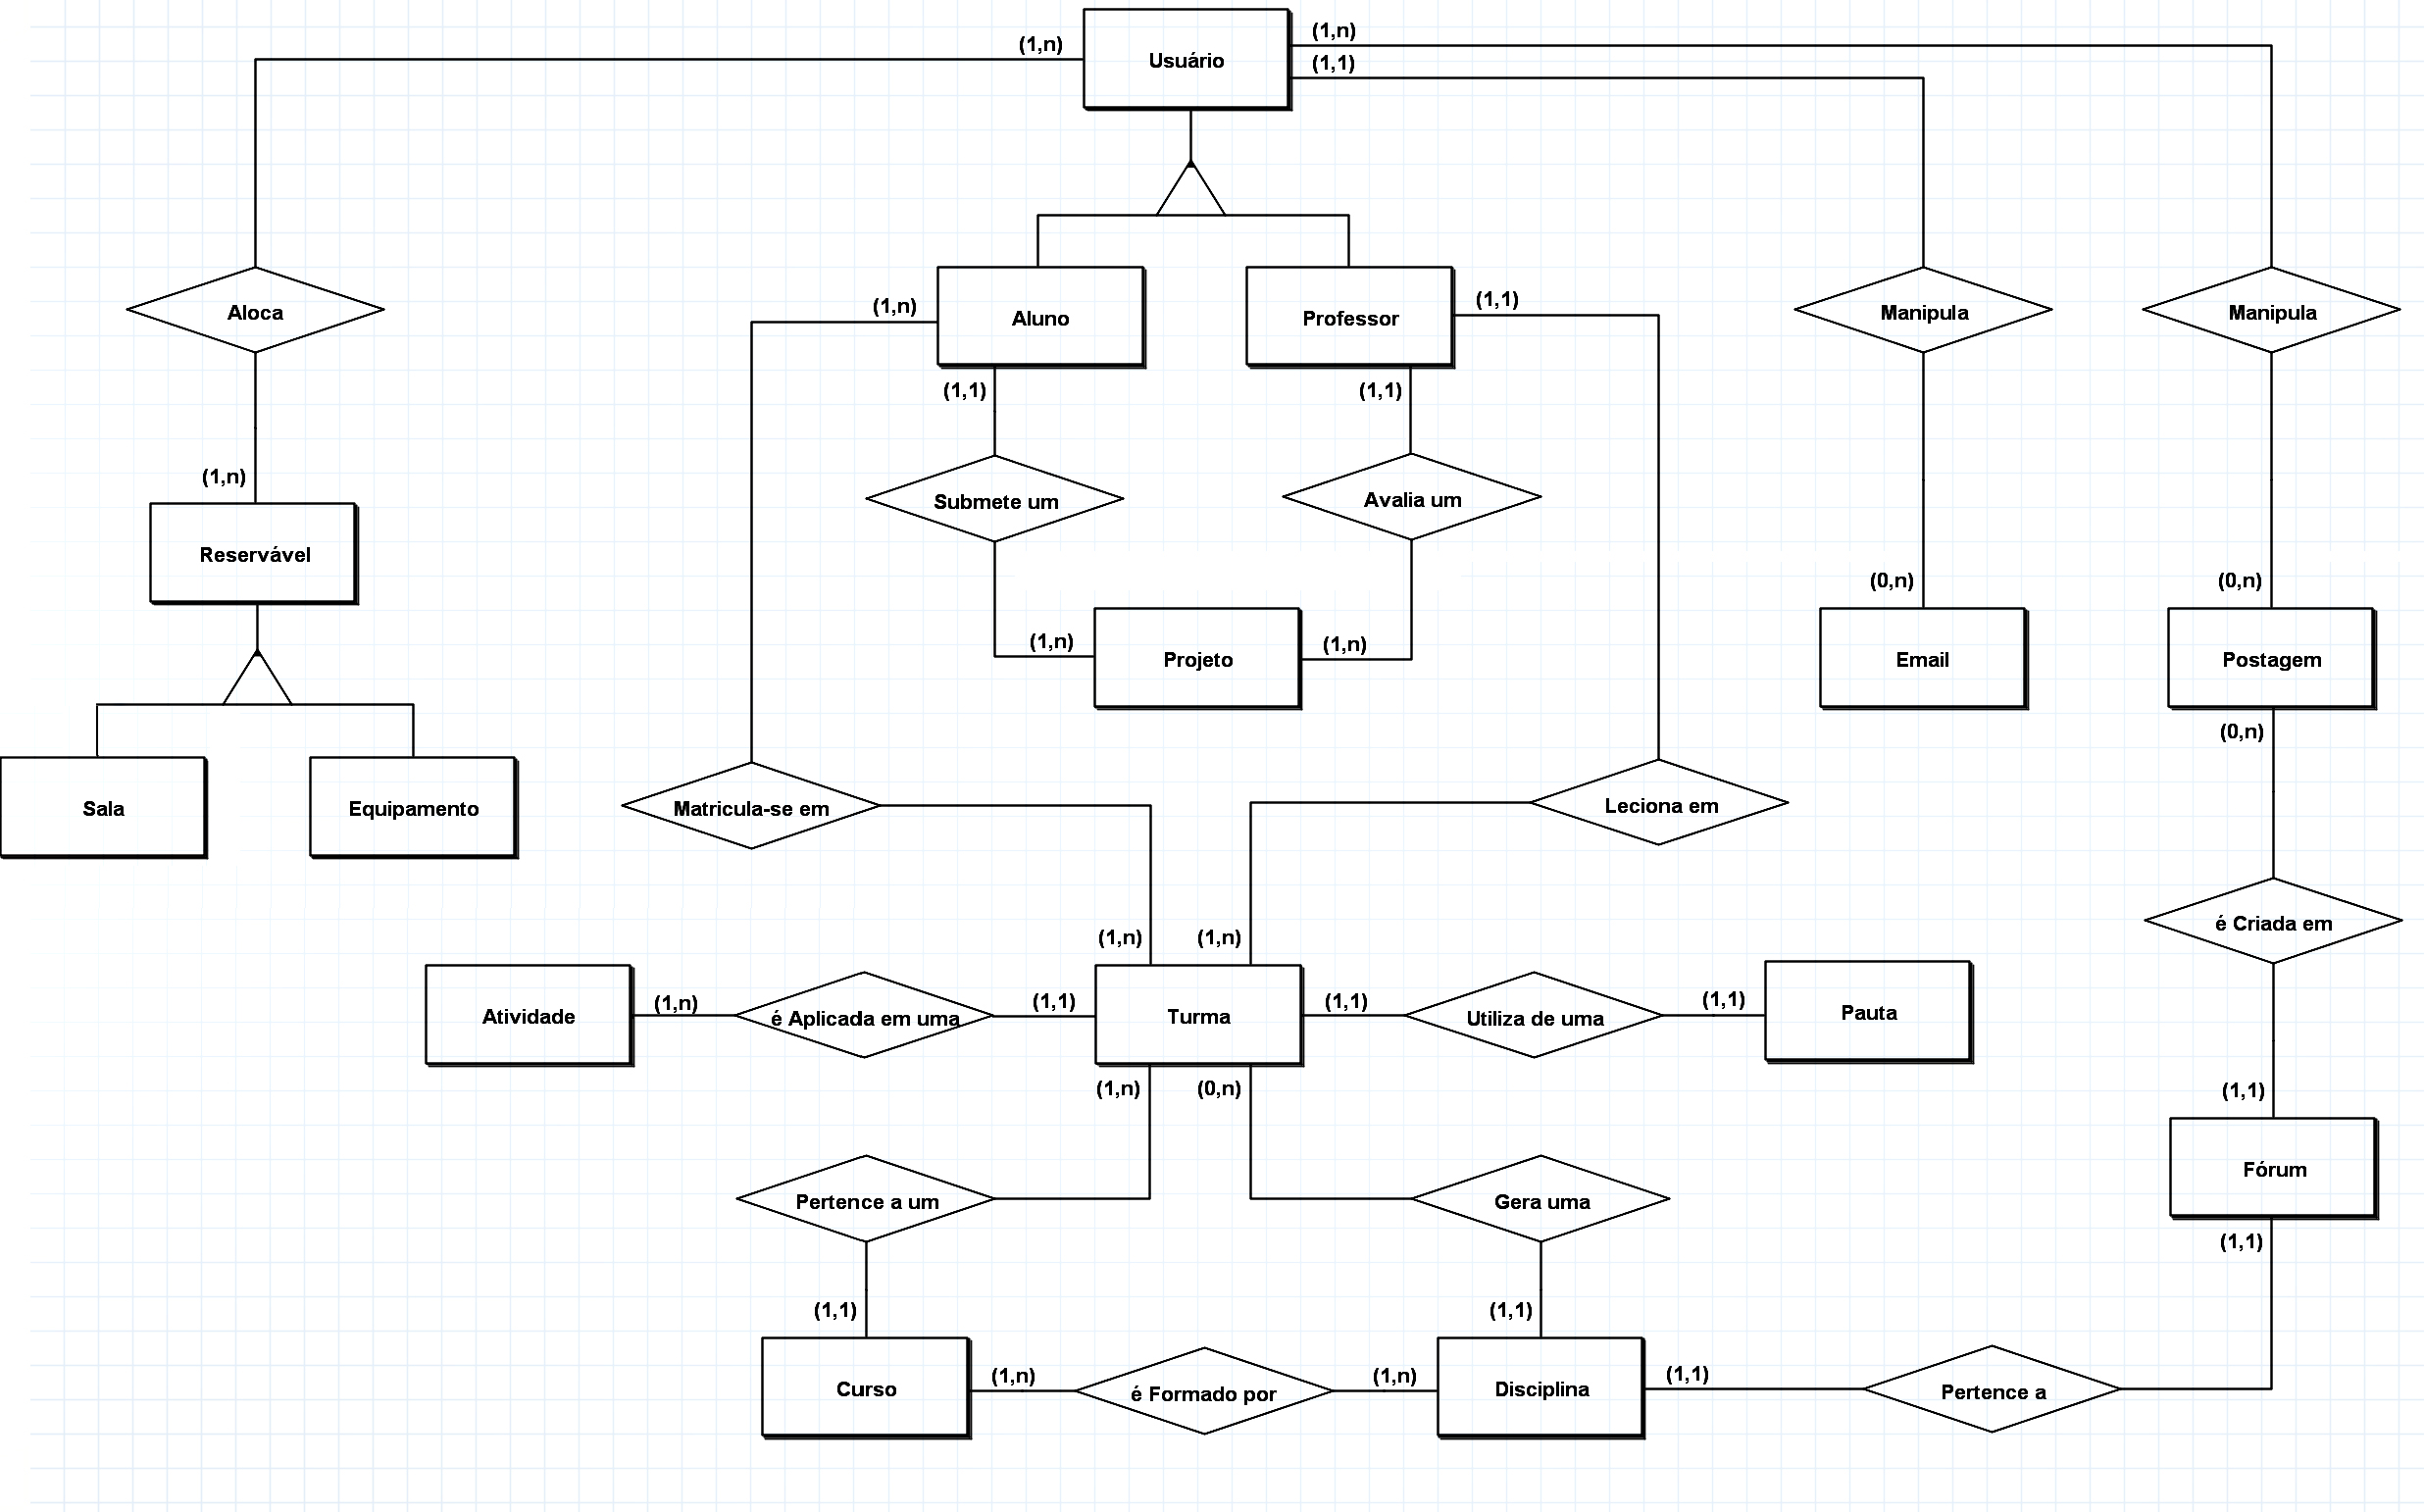 (1,n)
Usuário
(1,n)
(1,1)
Aloca
(1,n)
Aluno
Professor
(1,1)
Manipula
Manipula
(1,1)
(1,1)
(1,n)
Submete um
Avalia um
Reservável
(0,n)
(0,n)
(1,n)
Projeto
(1,n)
Email
Postagem
(0,n)
Sala
Equipamento
Matricula-se em
Leciona em
(1,n)
(1,n)
é Criada em
Atividade
(1,n)
é Aplicada em uma
(1,1)
Turma
(1,1)
Utiliza de uma
(1,1)
Pauta
(1,n)
(0,n)
(1,1)
Pertence a um
Gera uma
Fórum
(1,1)
(1,1)
(1,1)
Curso
(1,n)
é Formado por
(1,n)
Disciplina
(1,1)
Pertence a